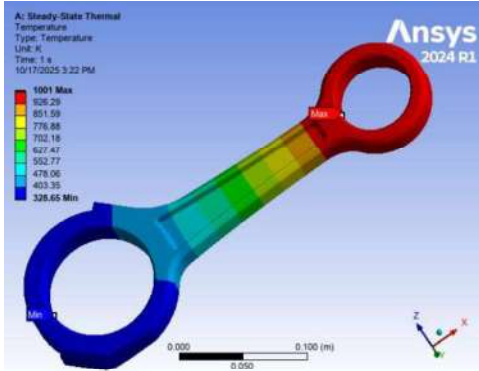 A: Steady-State Thermal
Temperature
Type: Temperature
Unit: K
Time: 1 s
10/17/2025 3:22 PM
1001 Max
926.29
851.59
776.88
702.18
627.47
552.77
478.06
403.35
328.65 Min
Ansys
2024 R1
Max
Min
0.000
0.100 (m)
0.050
Z
X
Y